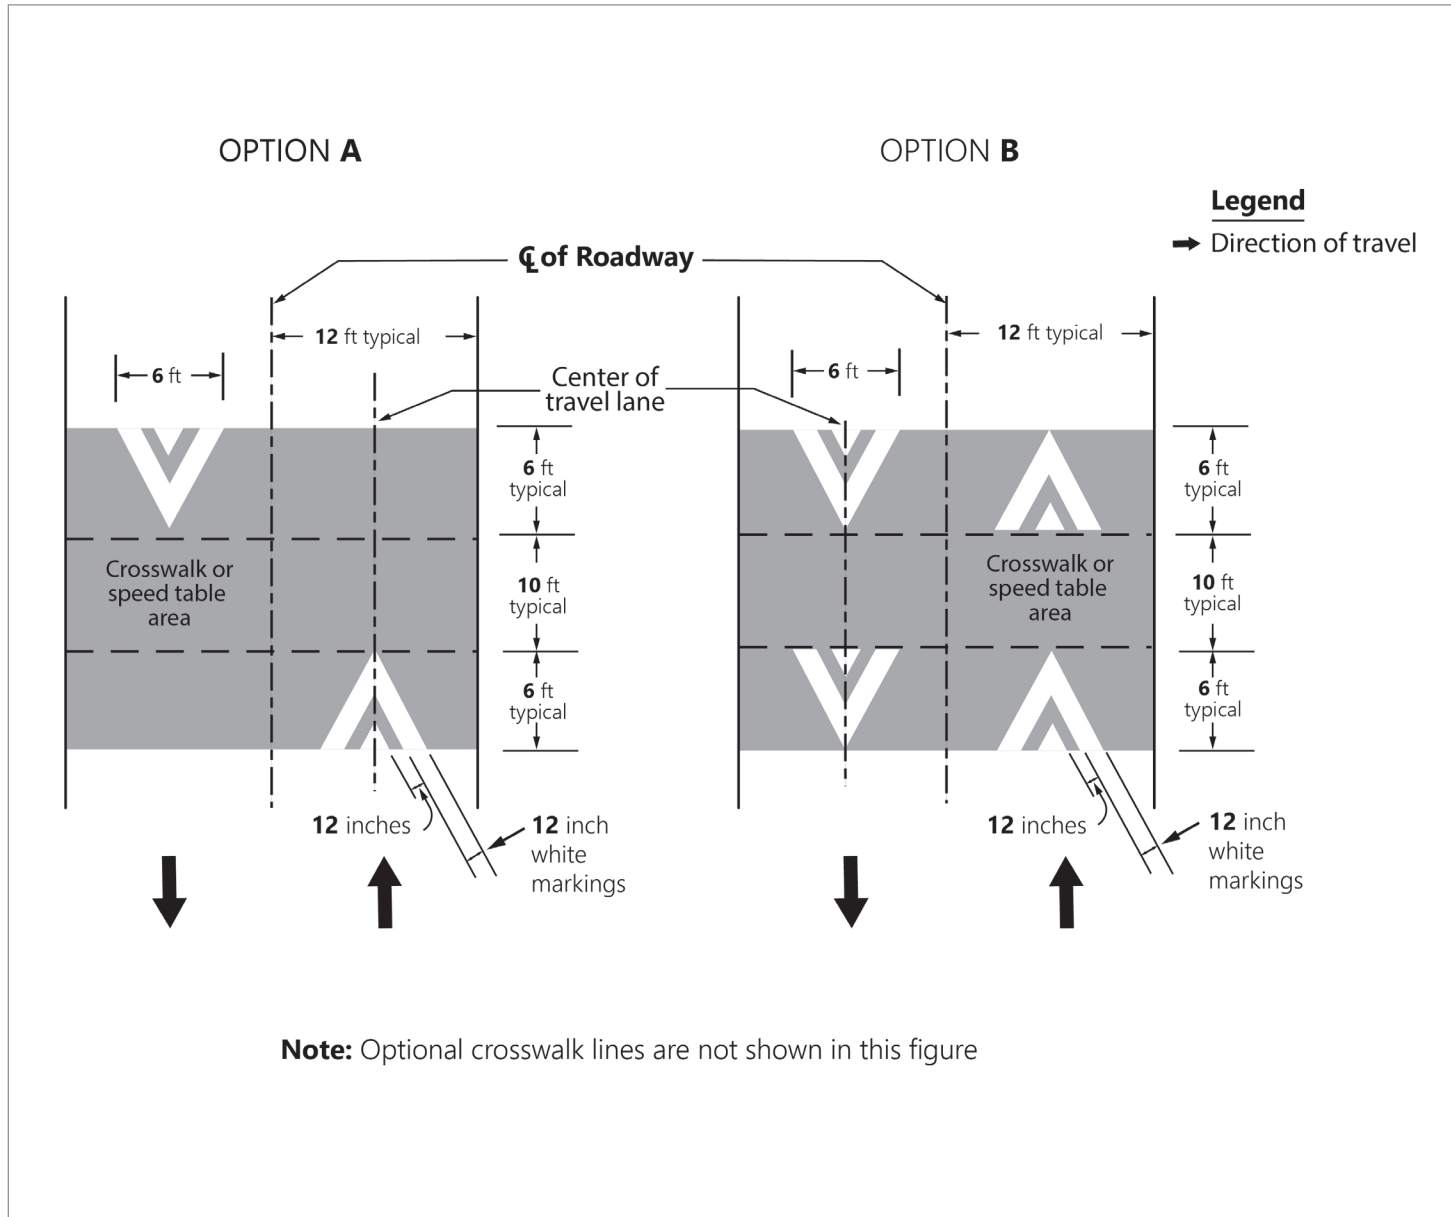 OPTION A
OPTION B
Legend
Direction of travel
℄ of Roadway
12 ft typical
12 ft typical
6 ft
6 ft
Center of
travel lane
6 ft
typical
10 ft
typical
6 ft
typical
6 ft
typical
10 ft
typical
6 ft
typical
Crosswalk or
speed table
area
Crosswalk or
speed table
area
12 inches
12 inch
white
markings
12 inches
12 inch
white
markings
Note: Optional crosswalk lines are not shown in this figure